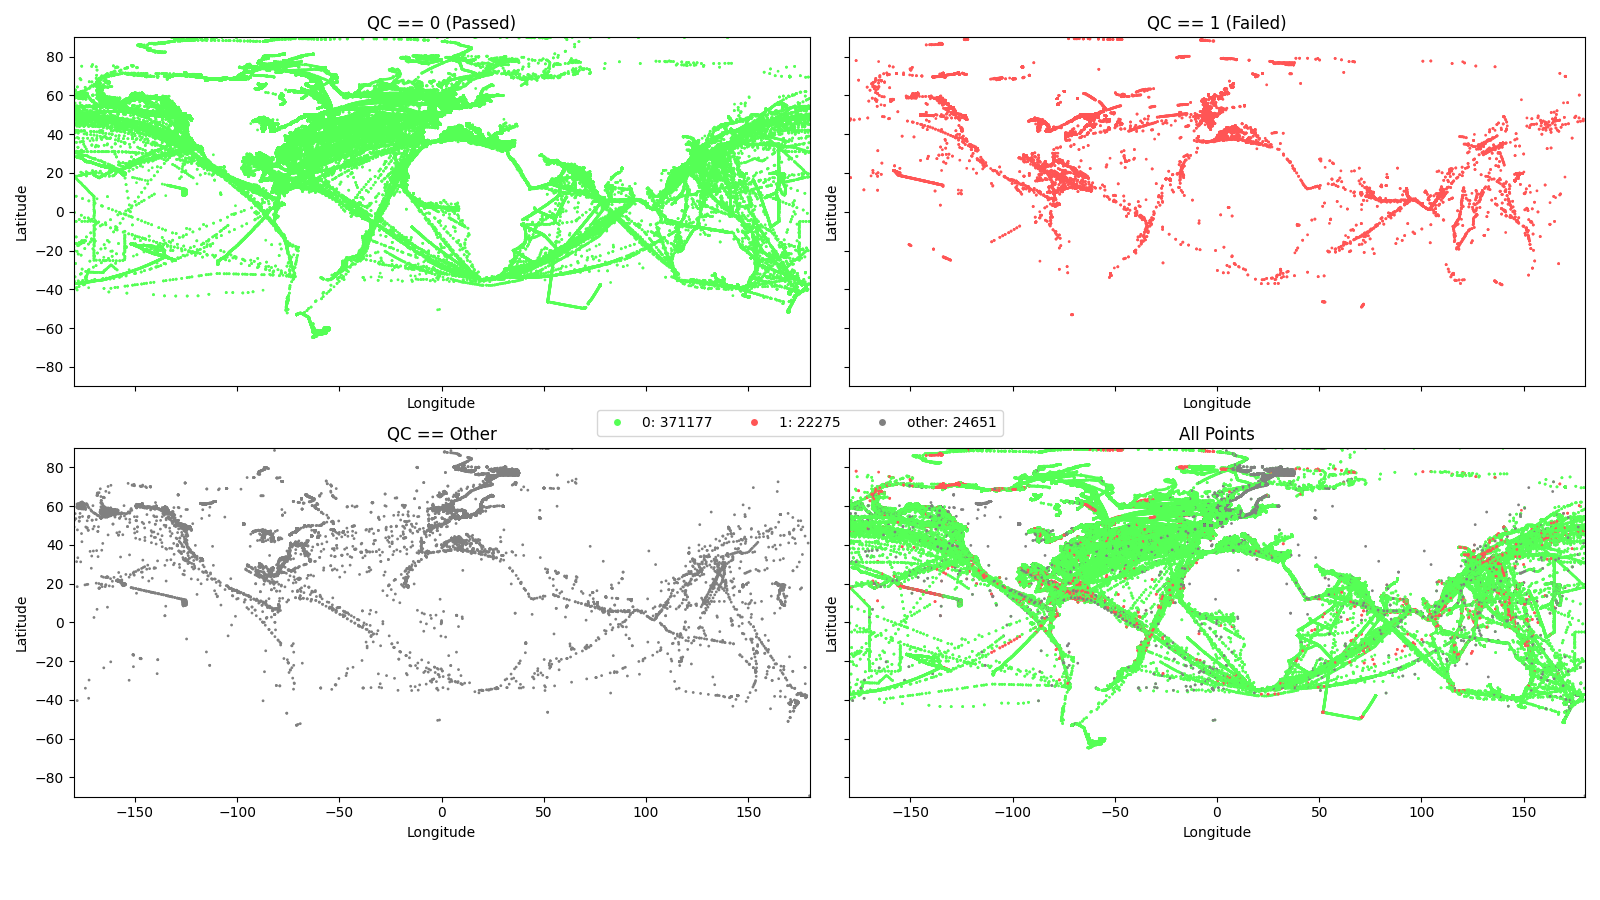 QC == 0 (Passed)
QC == 1 (Failed)
Latitude
80
60
40
20
0
−20
−40
−60
−80
Latitude
Longitude
Longitude
0: 371177 1: 22275 other: 24651
QC == Other
All Points
Latitude
80
60
40
20
0
−20
−40
−60
−80
Latitude
−150 −100 −50 0 50 100 150
−150 −100 −50 0 50 100 150
Longitude
Longitude